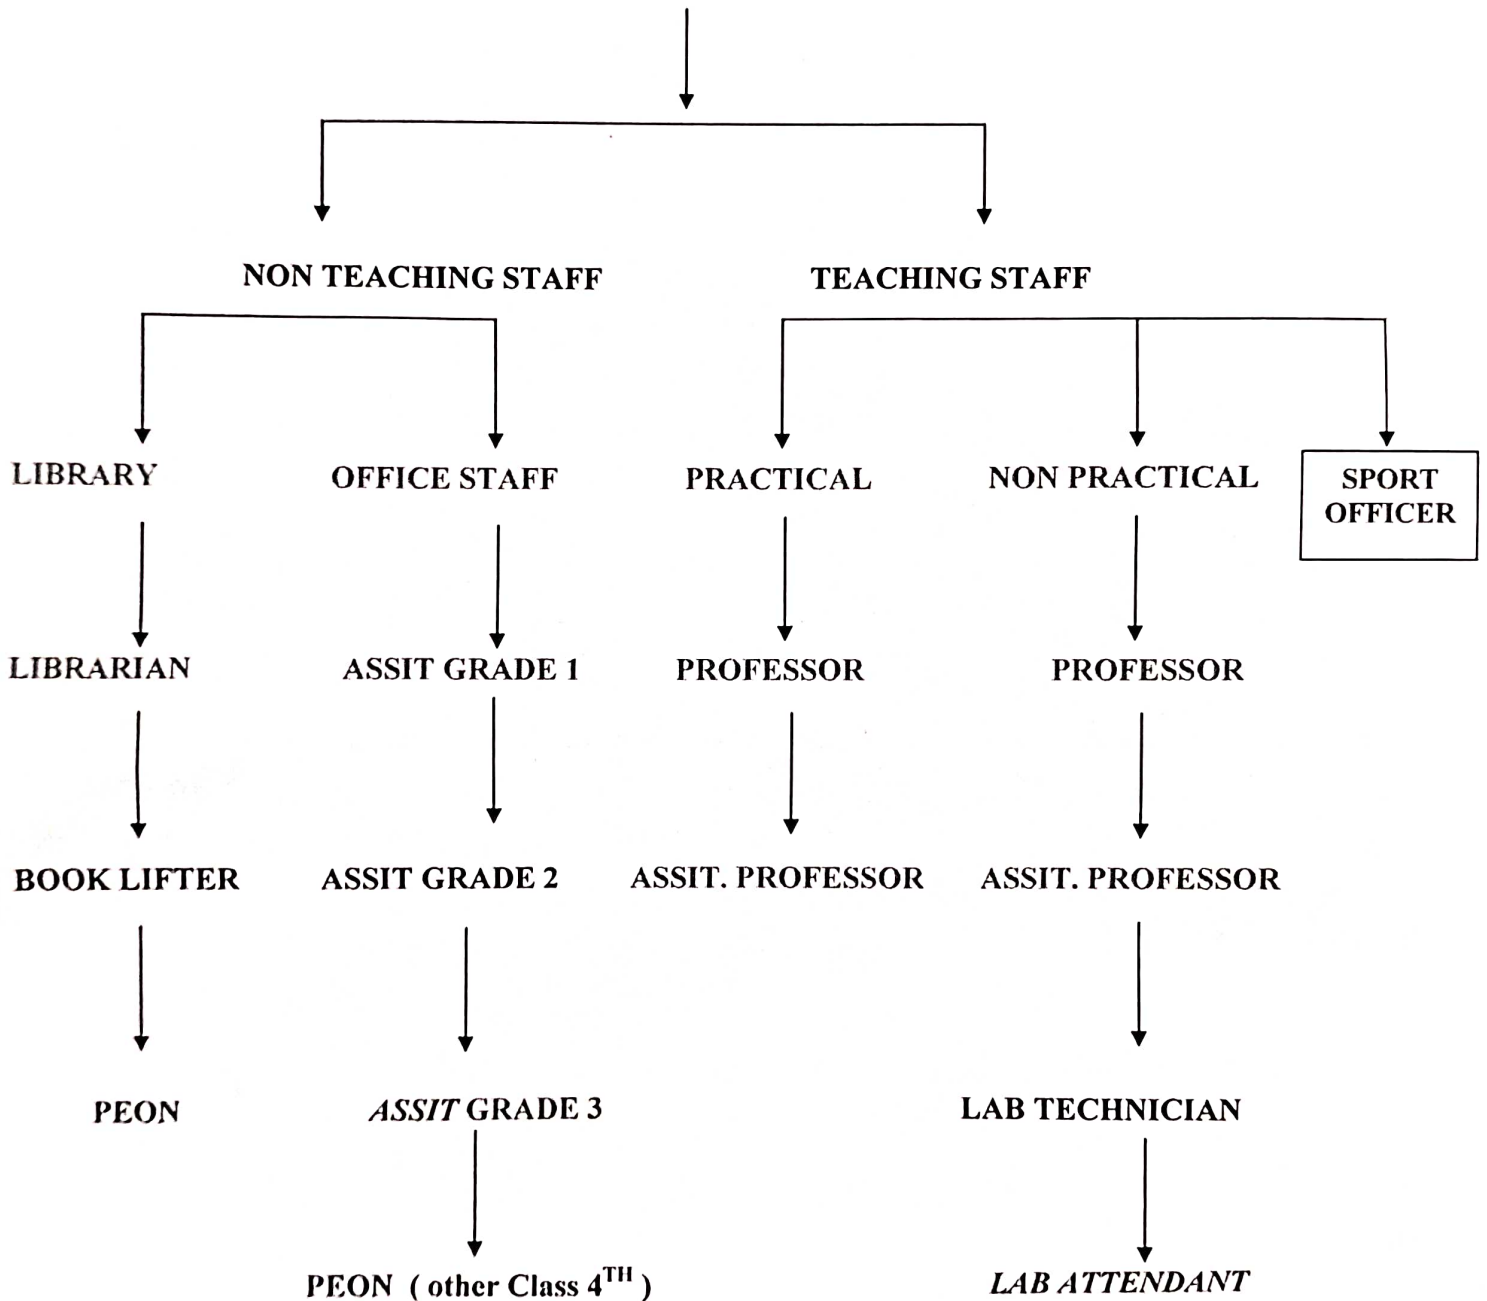 NON TEACHING STAFF TEACHING STAFF
LIBRARY OFFICE STAFF PRACTICAL NON PRACTICAL SPORT
OFFICER
LIBRARIAN ASSIT GRADE 1 PROFESSOR PROFESSOR
BOOK LIFTER ASSIT GRADE 2 ASSIT. PROFESSOR ASSIT. PROFESSOR
PEON ASSIT GRADE 3 LAB TECHNICIAN
PEON ( other Class 4TH ) LAB ATTENDANT